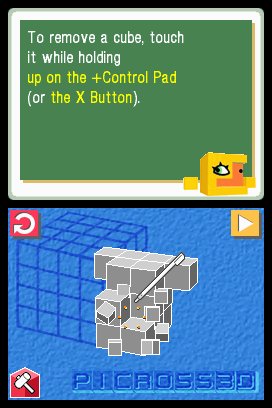 To remove a cube, touch
it while holding
up on the +Control Pad
(or the X Button).
PICROSS3D